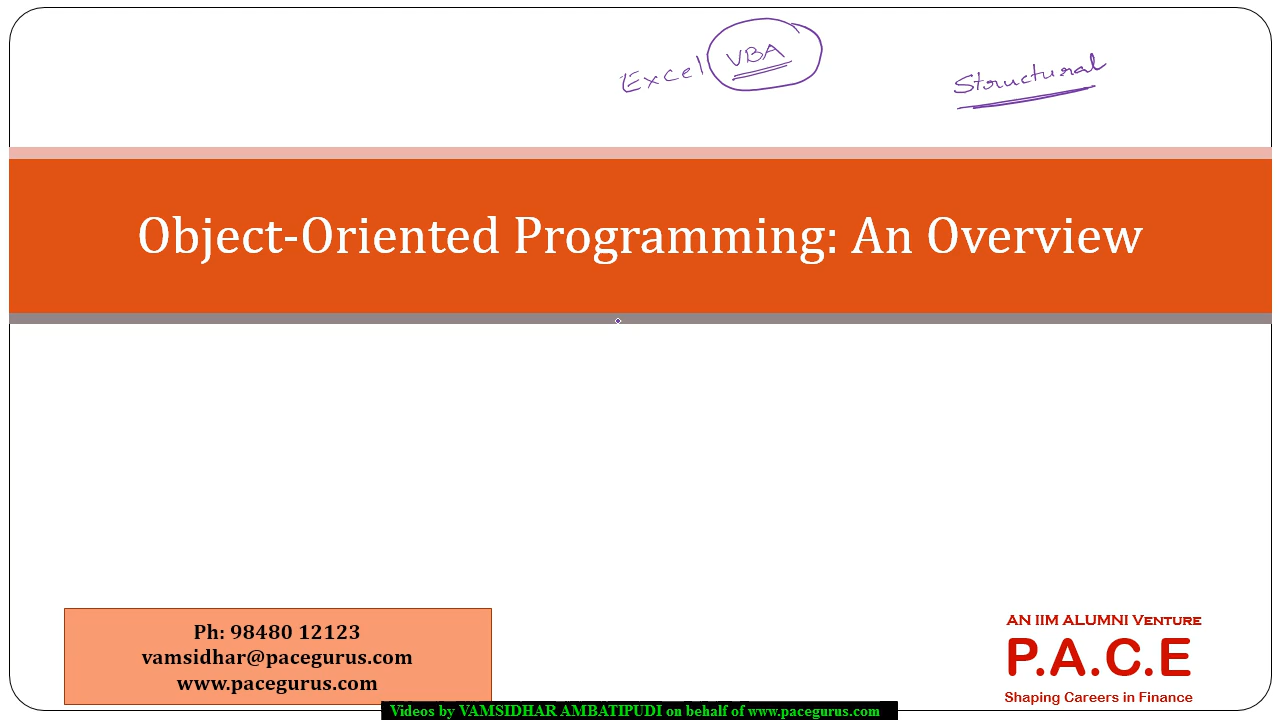 Excel VBA
Structural
Object-Oriented Programming: An Overview
Ph: 98480 12123
vamsidhar@pacegurus.com
www.pacegurus.com
AN IIM ALUMNI VENTURE
P.A.C.E
Shaping Careers in Finance
Videos by VAMSIDHAR AMBATIPUDI on behalf of www.pacegurus.com